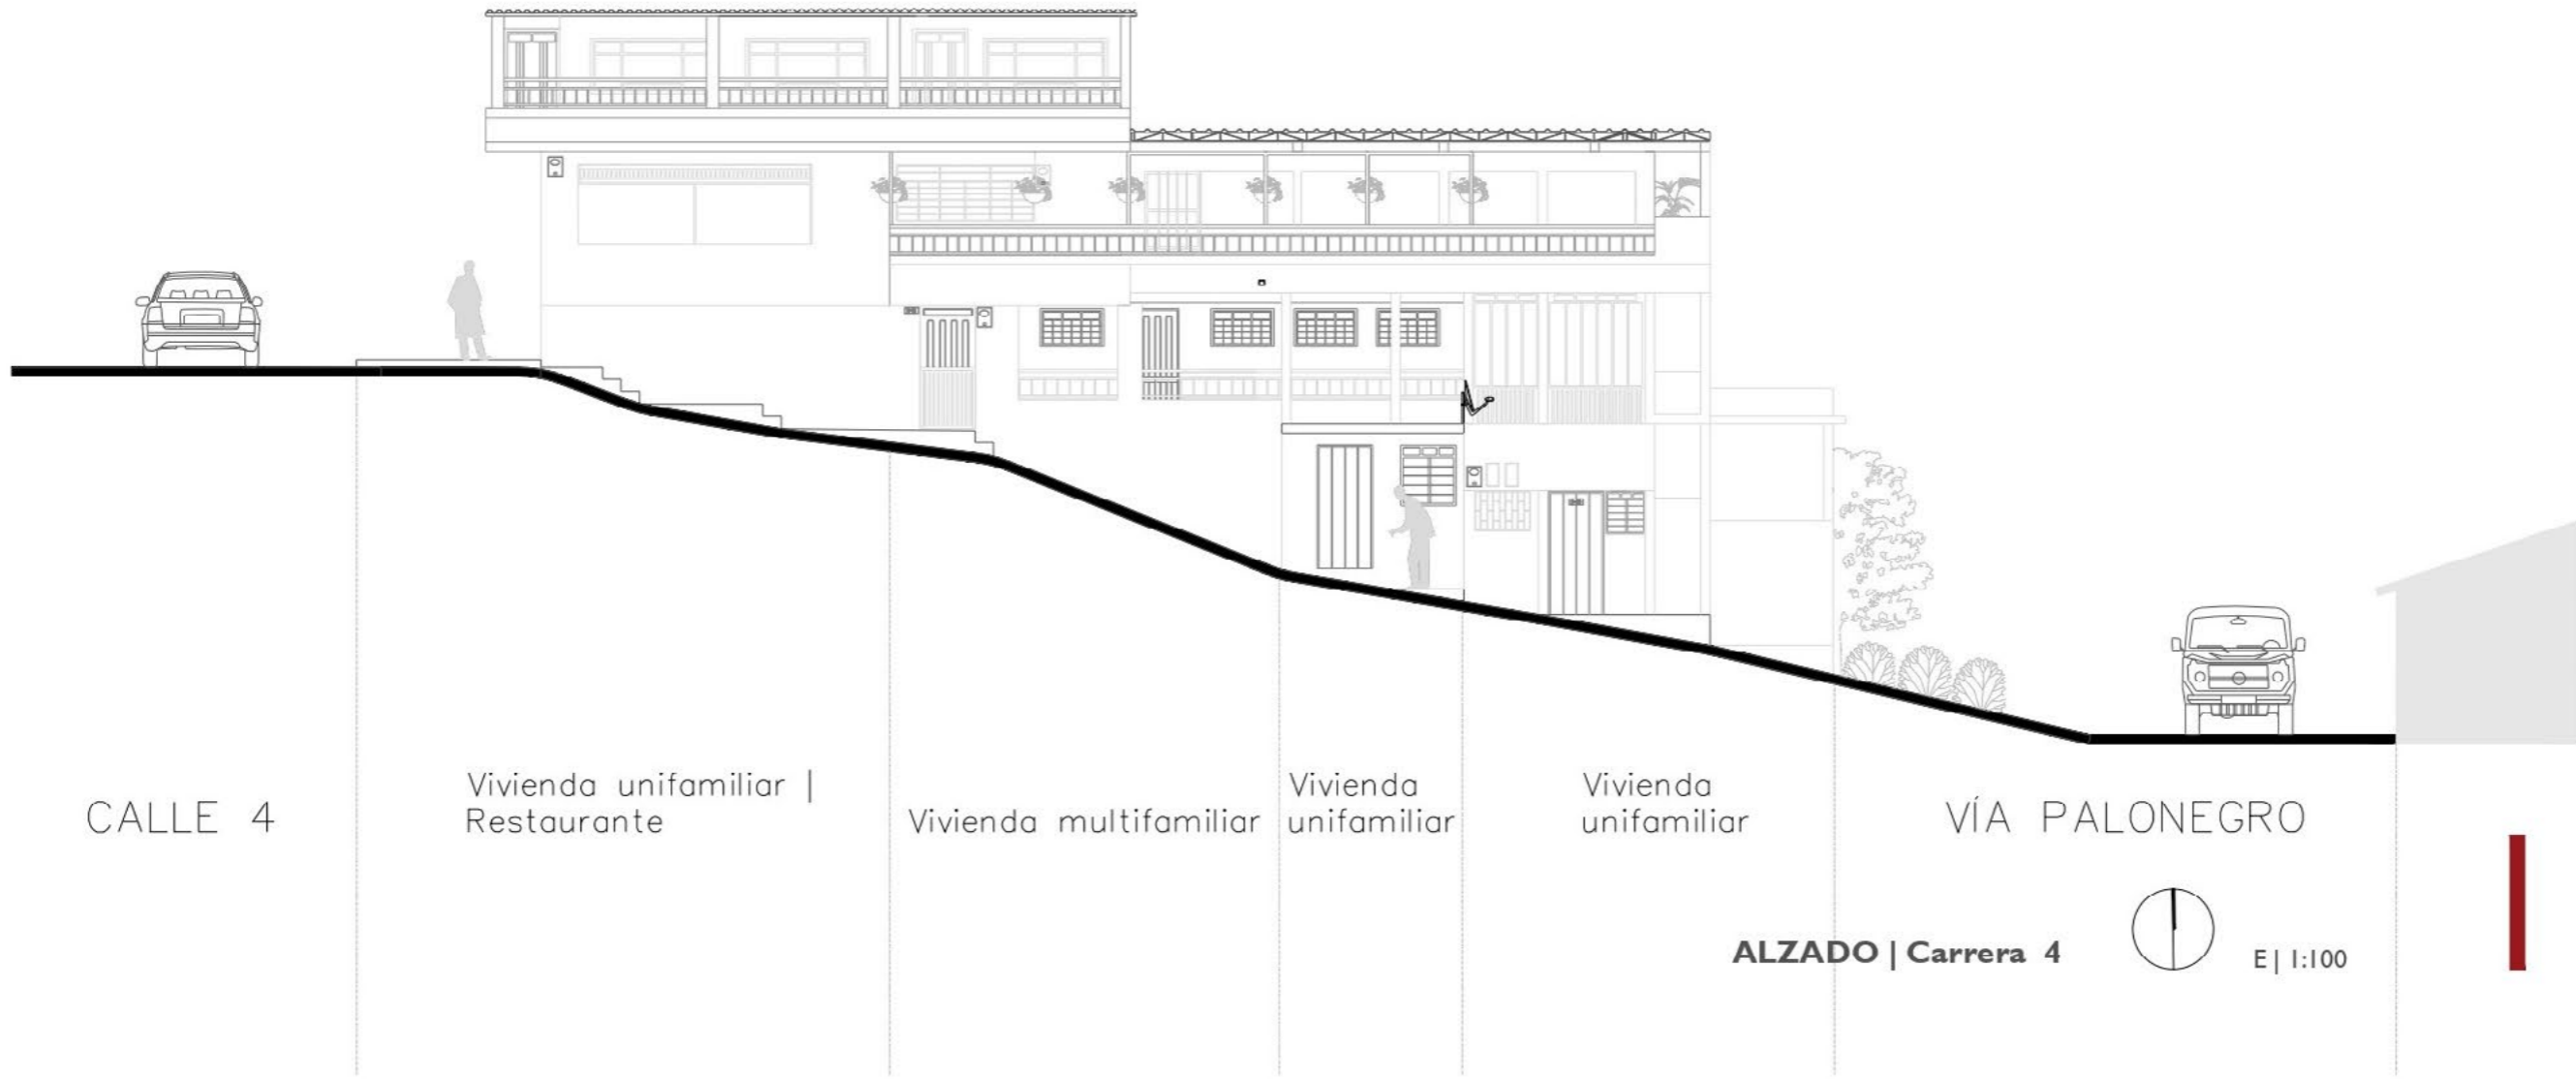 CALLE 4
Vivienda unifamiliar |
Restaurante
Vivienda multifamiliar
Vivienda
unifamiliar
Vivienda
unifamiliar
VÍA PALONEGRO
ALZADO | Carrera 4
E | 1:100